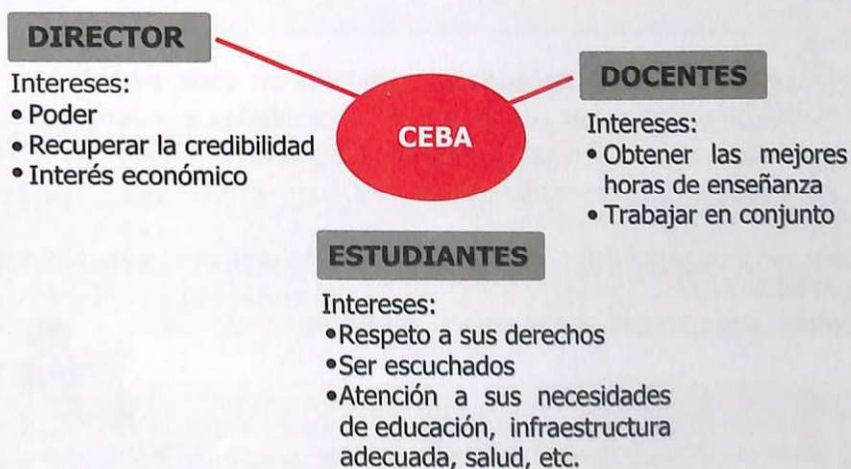 DIRECTOR
Intereses:
• Poder
• Recuperar la credibilidad
• Interés económico
CEBA
DOCENTES
Intereses:
• Obtener las mejores
horas de enseñanza
• Trabajar en conjunto
ESTUDIANTES
Intereses:
• Respeto a sus derechos
• Ser escuchados
• Atención a sus necesidades
de educación, infraestructura
adecuada, salud, etc.